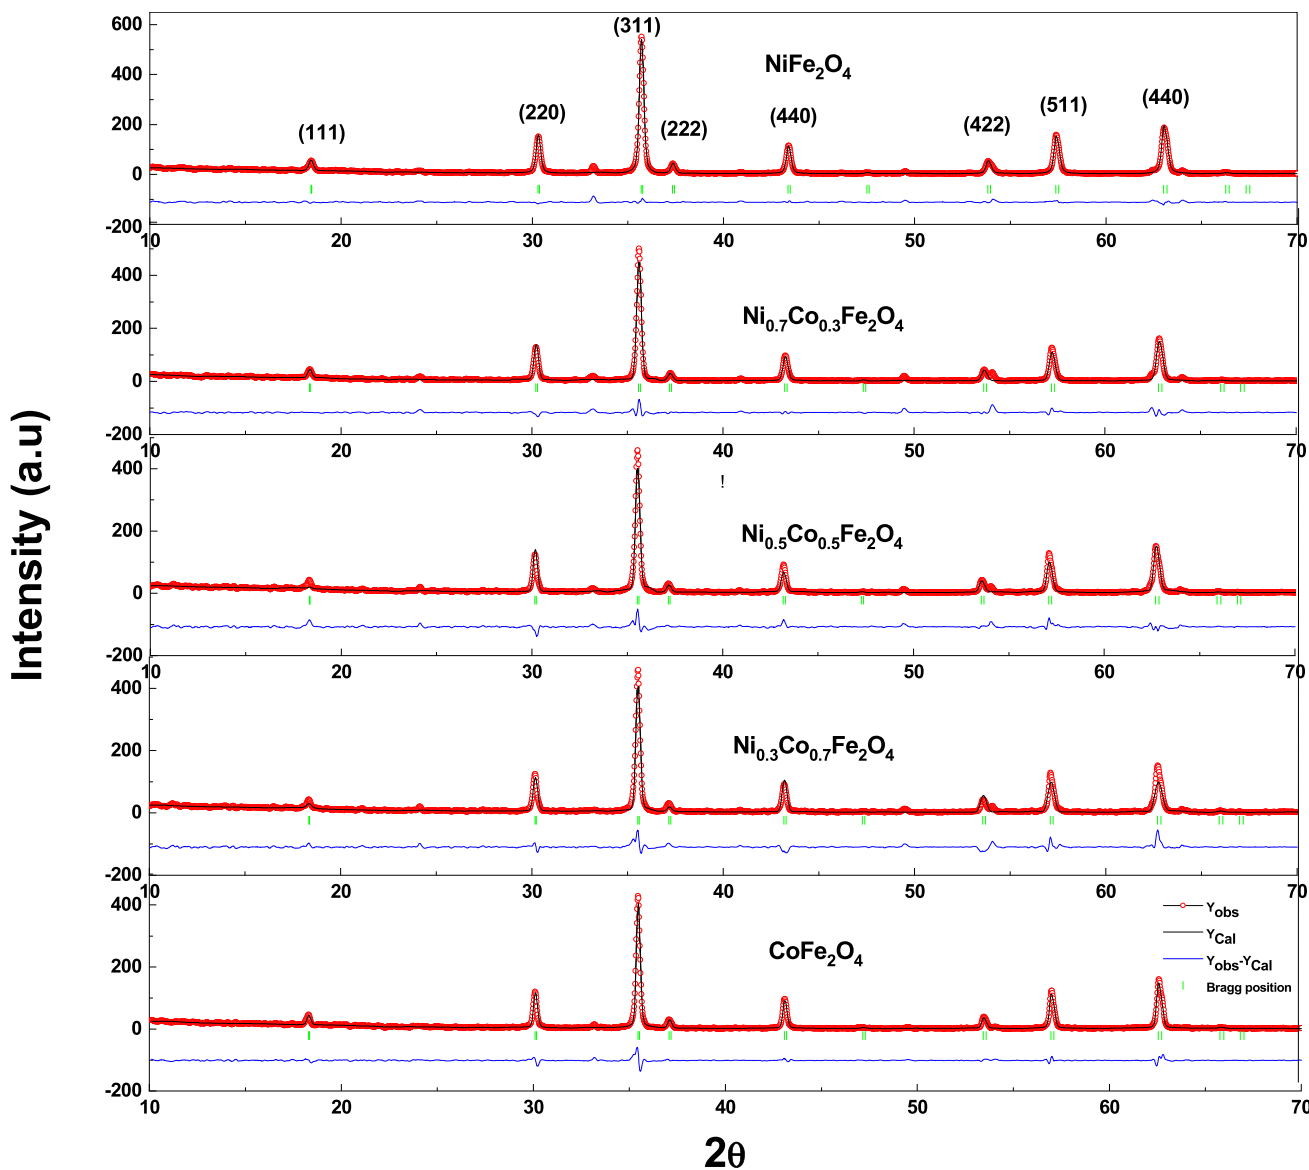 Intensity (a.u)
600
400
200
0
-200
(111)
(220)
(311)
(222)
(440)
(422)
(511)
(440)
NiFe₂O₄
10 20 30 40 50 60 70
400
200
0
-200
Ni₀.₇Co₀.₃Fe₂O₄
10 20 30 40 50 60 70
400
200
0
-200
!
Ni₀.₅Co₀.₅Fe₂O₄
10 20 30 40 50 60 70
400
200
0
-200
Ni₀.₃Co₀.₇Fe₂O₄
10 20 30 40 50 60 70
400
200
0
-200
CoFe₂O₄
Yobs
YCal
Yobs-YCal
Bragg position
10 20 30 40 50 60 70
2θ